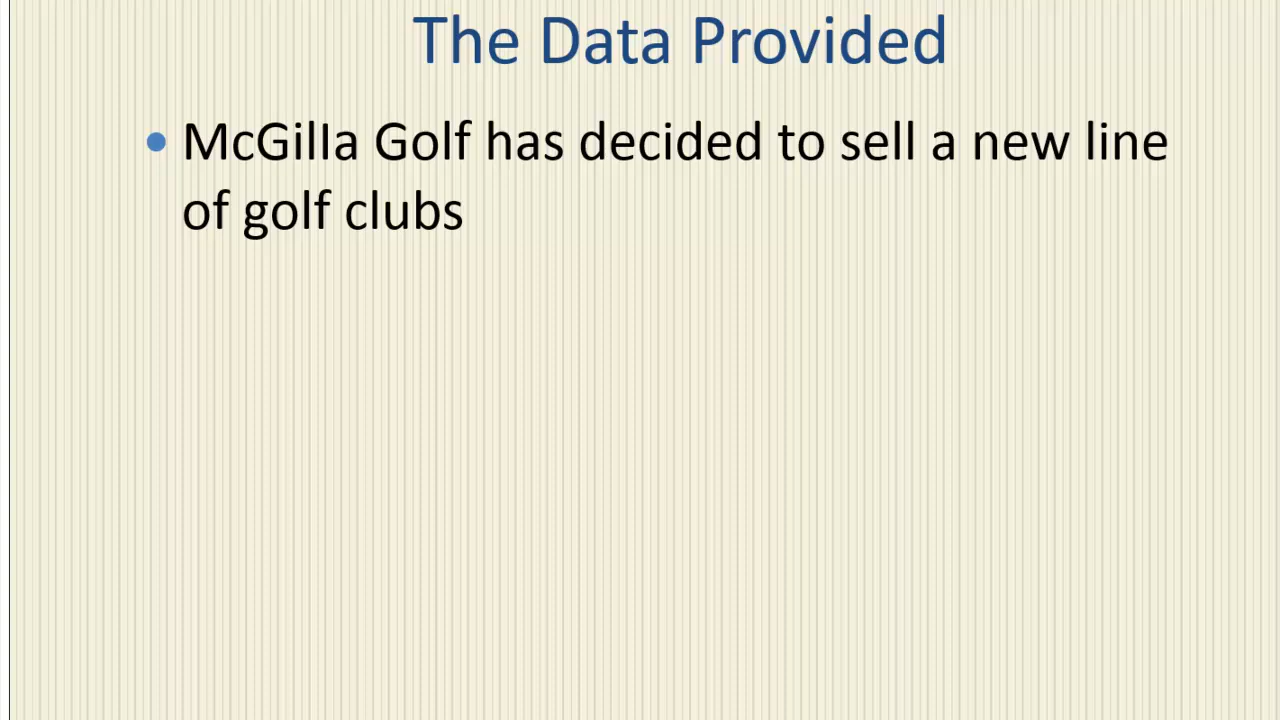 The Data Provided
• McGilla Golf has decided to sell a new line
of golf clubs